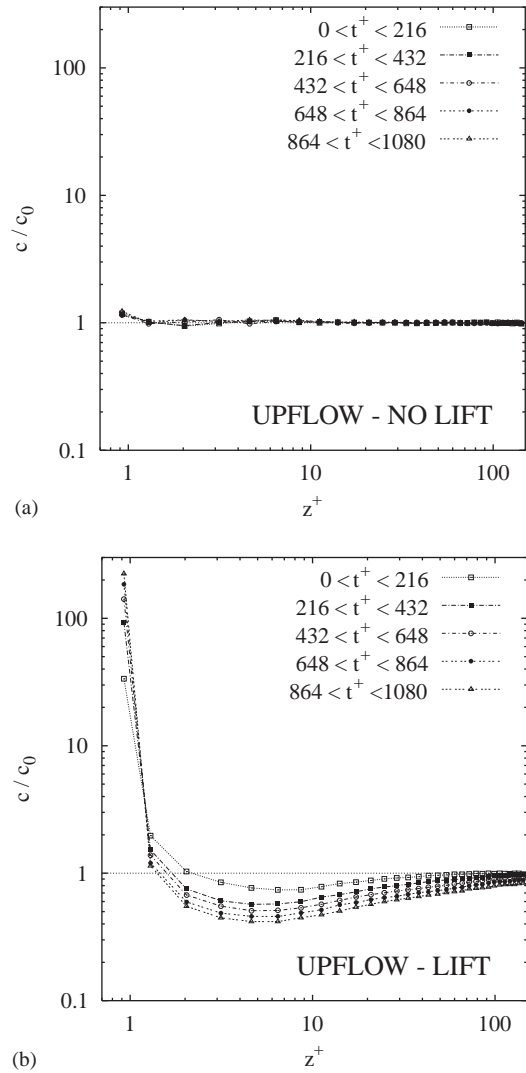 0 < t+ < 216
216 < t+ < 432
432 < t+ < 648
648 < t+ < 864
864 < t+ <1080
100
10
1
0.1
c / c0
UPFLOW - NO LIFT
1
10
100
z+
(a)
0 < t+ < 216
216 < t+ < 432
432 < t+ < 648
648 < t+ < 864
864 < t+ <1080
100
10
1
0.1
c / c0
UPFLOW - LIFT
1
10
100
z+
(b)